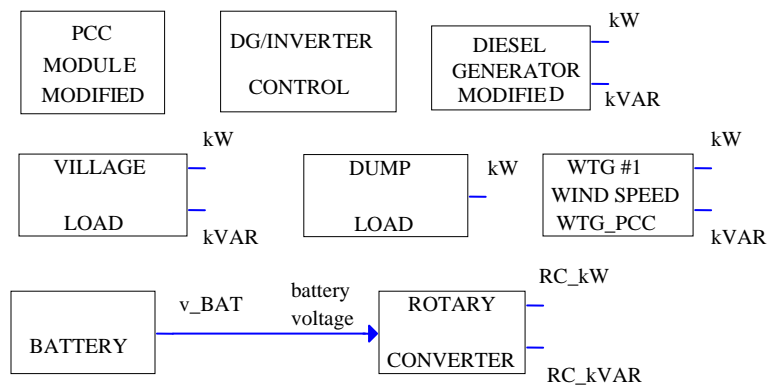 PCC
MODULE
MODIFIED
DG/INVERTER
CONTROL
DIESEL
GENERATOR
MODIFIED
kW
kVAR
VILLAGE
LOAD
kW
kVAR
DUMP
LOAD
kW
WTG #1
WIND SPEED
WTG_PCC
kW
kVAR
BATTERY
v_BAT
battery
voltage
ROTARY
CONVERTER
RC_kW
RC_kVAR